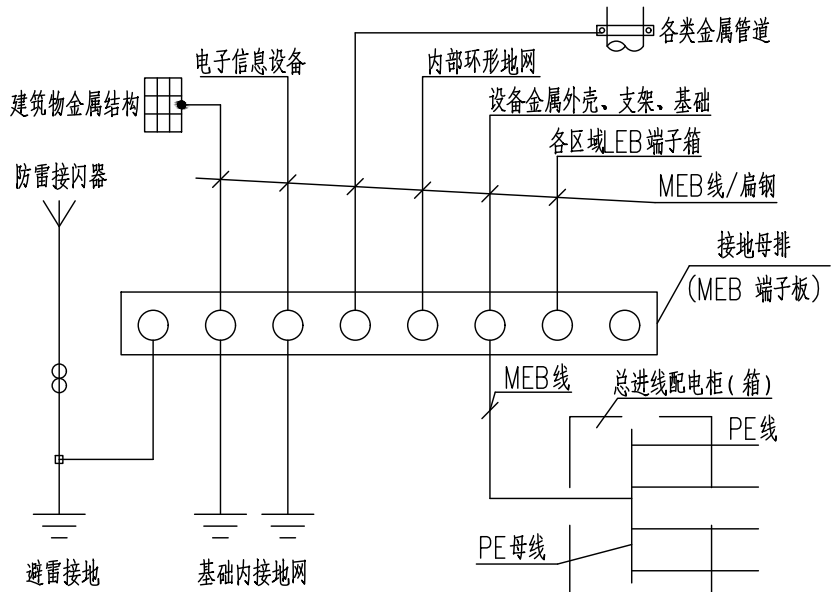 各类金属管道
电子信息设备
内部环形地网
建筑物金属结构
设备金属外壳、支架、基础
各区域LEB端子箱
防雷接闪器
MEB线/扁钢
接地母排
(MEB 端子板)
MEB线
总进线配电柜(箱)
PE线
PE母线
避雷接地
基础内接地网